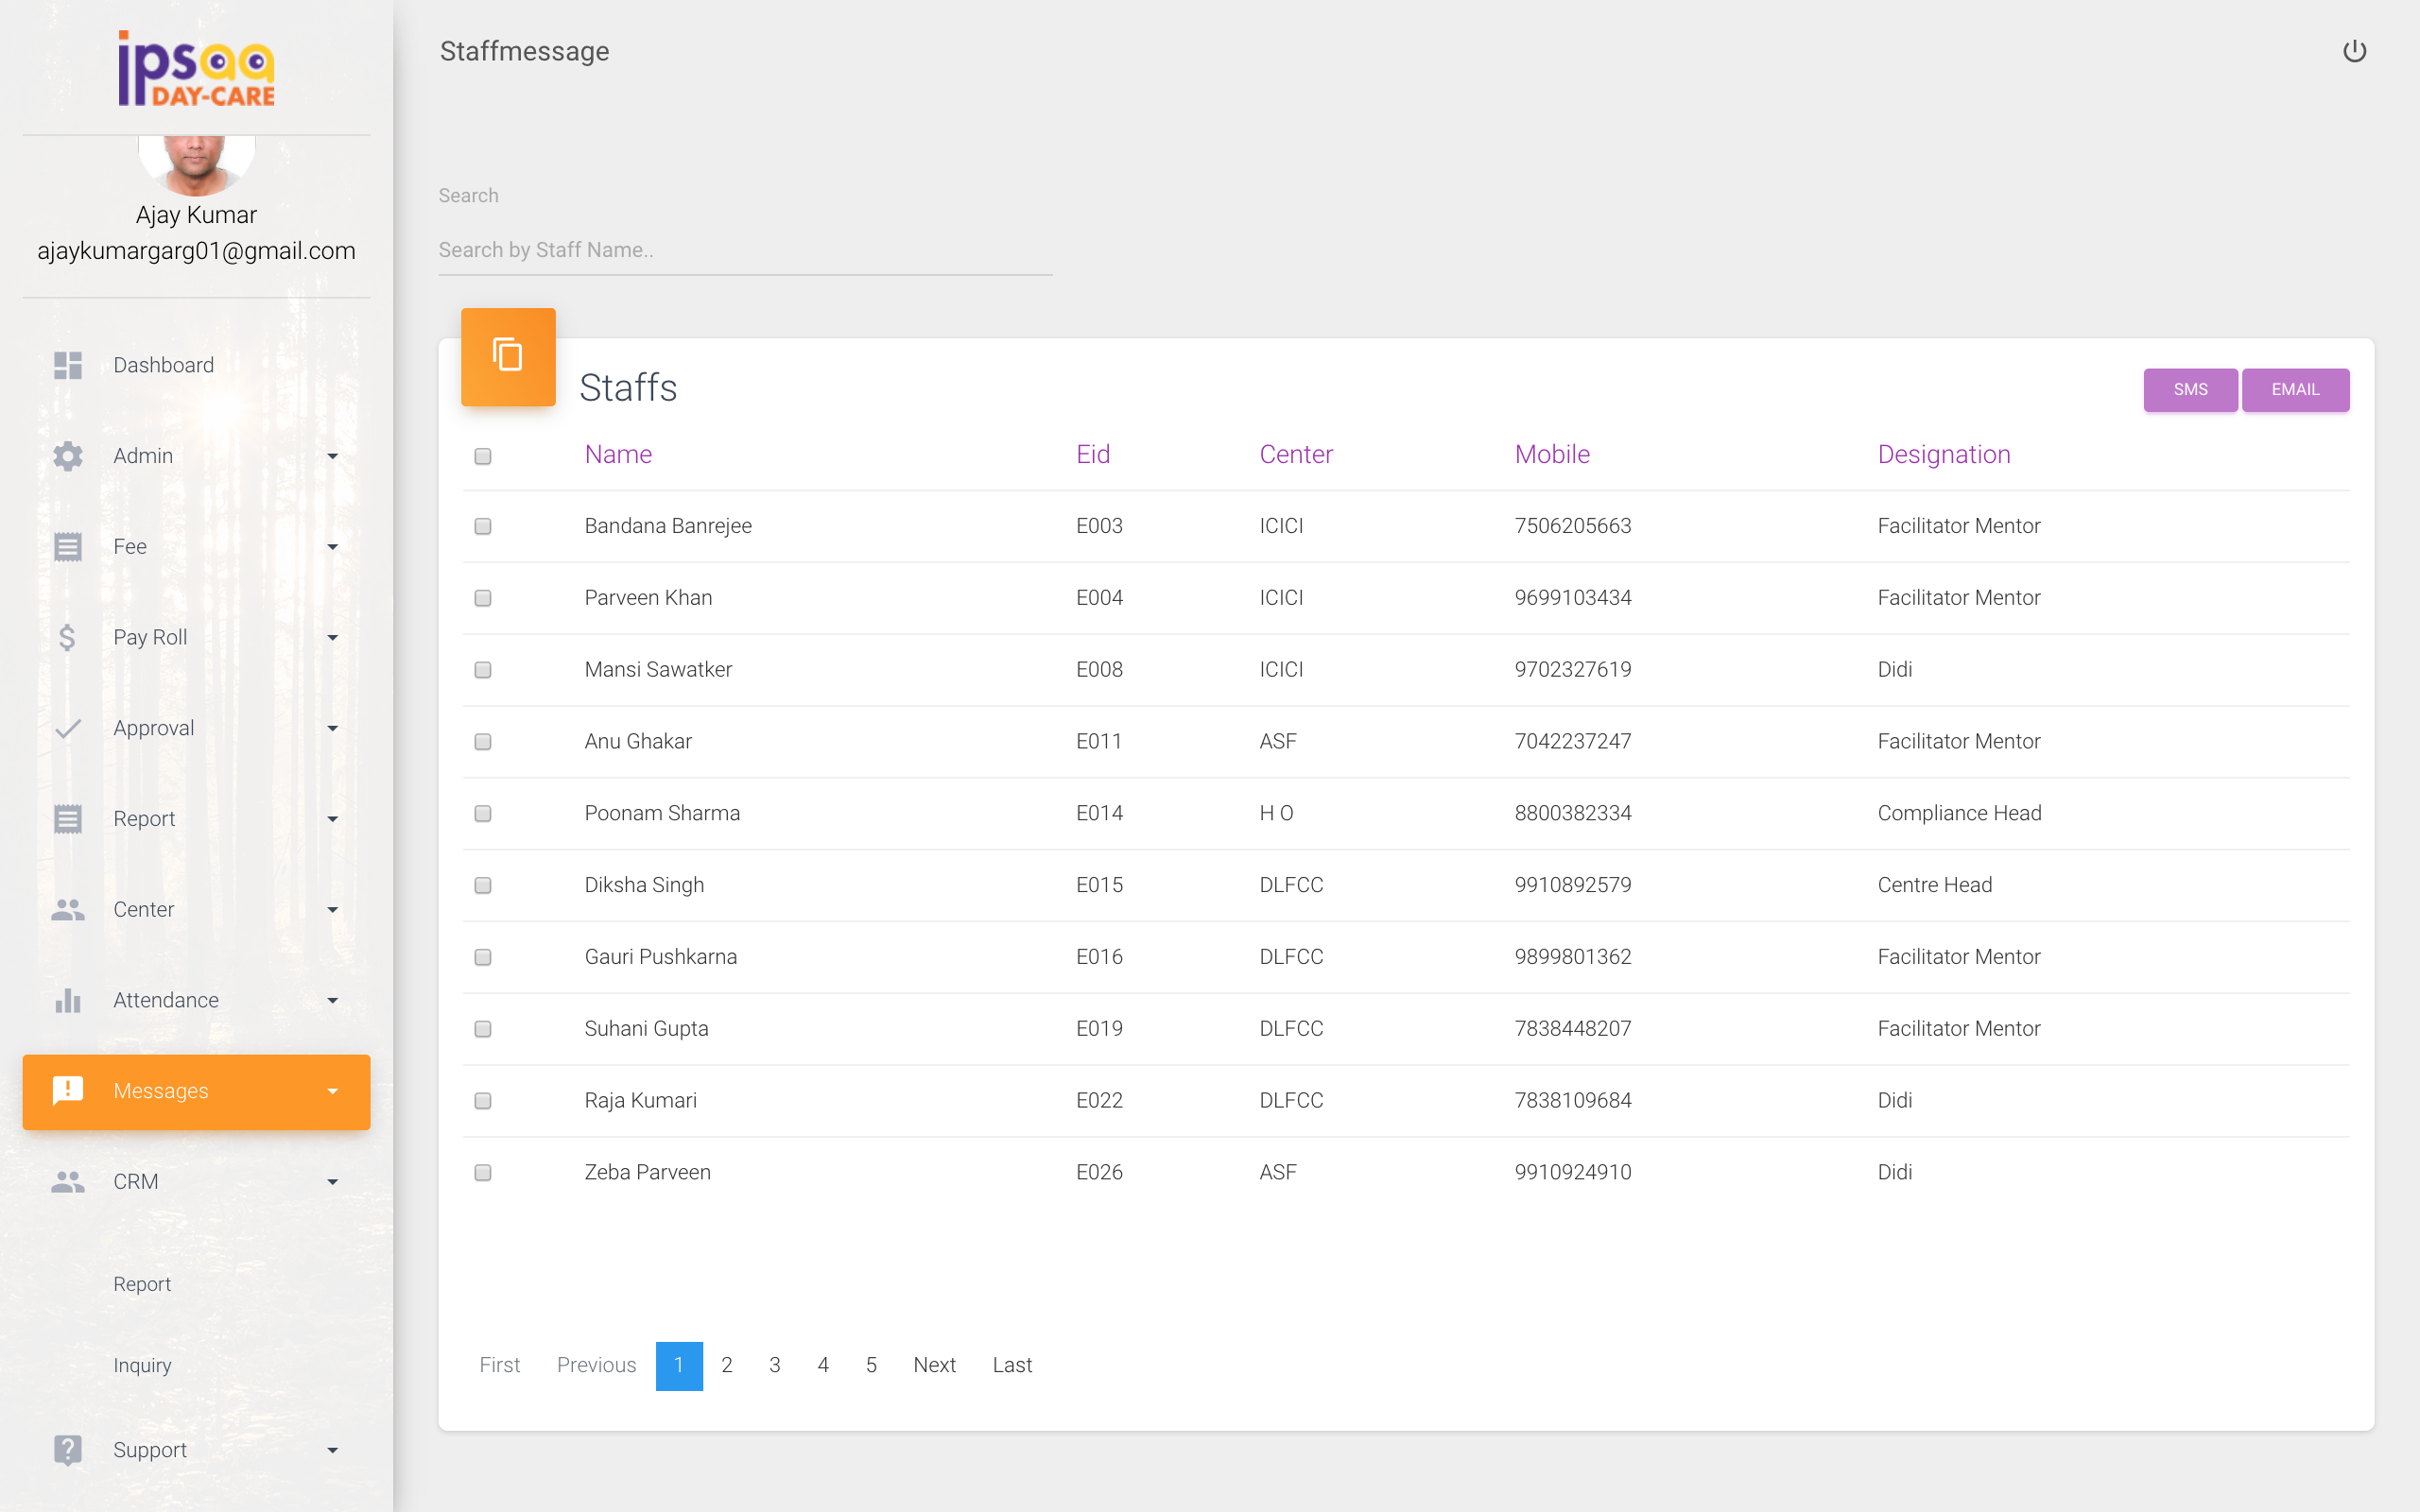 ipsaa
DAY-CARE
Ajay Kumar
ajaykumargarg01@gmail.com
Dashboard
Admin
Fee
Pay Roll
Approval
Report
Center
Attendance
Messages
CRM
Report
Inquiry
Support
Staffmessage
Search
Search by Staff Name..
Staffs
SMS EMAIL
Name Eid Center Mobile Designation
Bandana Banrejee E003 ICICI 7506205663 Facilitator Mentor
Parveen Khan E004 ICICI 9699103434 Facilitator Mentor
Mansi Sawatker E008 ICICI 9702327619 Didi
Anu Ghakar E011 ASF 7042237247 Facilitator Mentor
Poonam Sharma E014 H O 8800382334 Compliance Head
Diksha Singh E015 DLFCC 9910892579 Centre Head
Gauri Pushkarna E016 DLFCC 9899801362 Facilitator Mentor
Suhani Gupta E019 DLFCC 7838448207 Facilitator Mentor
Raja Kumari E022 DLFCC 7838109684 Didi
Zeba Parveen E026 ASF 9910924910 Didi
First Previous 1 2 3 4 5 Next Last